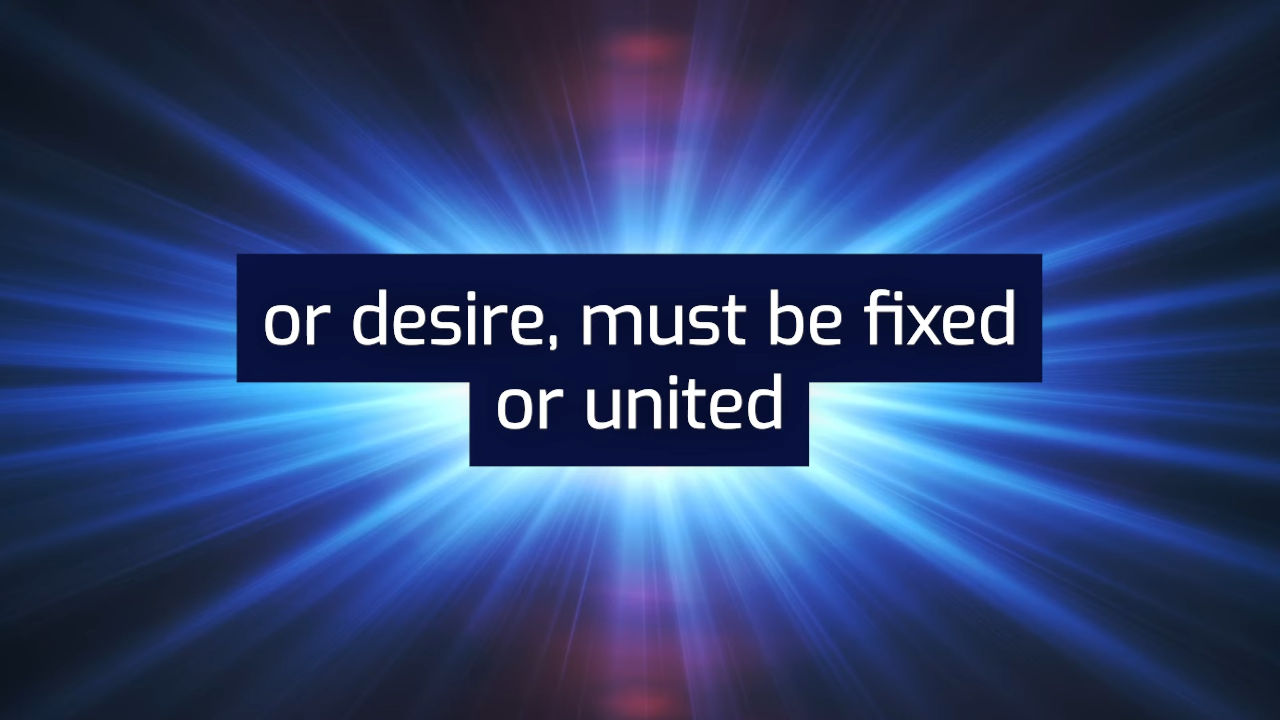 or desire, must be fixed
or united